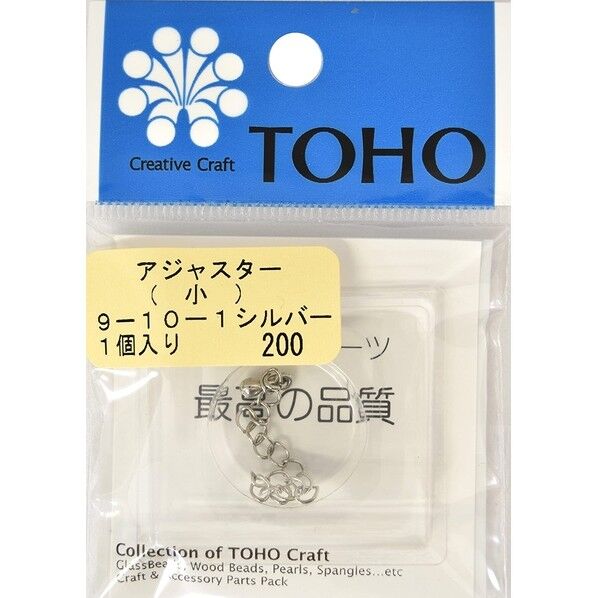 Creative Craft
TOHO
アジャスター
(小)
9-10-1シルバー
1個入り 200
ーツ
最高の品質
Collection of TOHO Craft
GlassBeads, Wood Beads, Pearls, Spangles...etc
Craft & Accessory Parts Pack